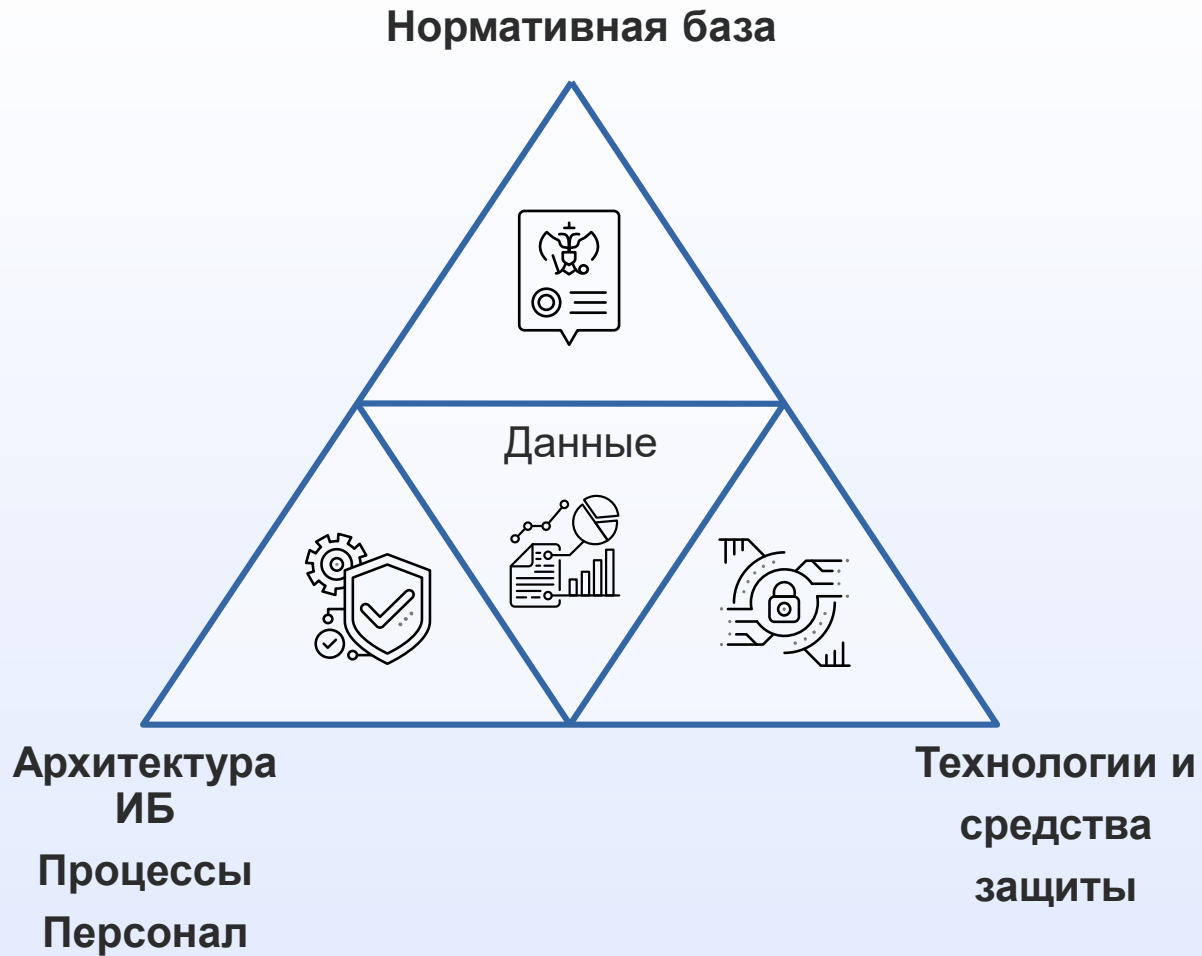 Нормативная база
Данные
Архитектура
ИБ
Процессы
Персонал
Технологии и
средства
защиты